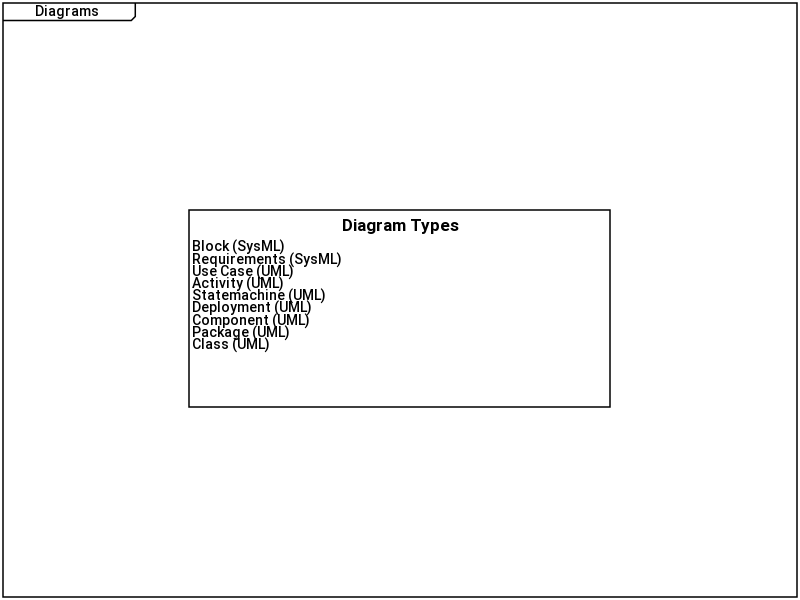 Diagrams
Diagram Types
Block (SysML)
Requirements (SysML)
Use Case (UML)
Activity (UML)
Statemachine (UML)
Deployment (UML)
Component (UML)
Package (UML)
Class (UML)